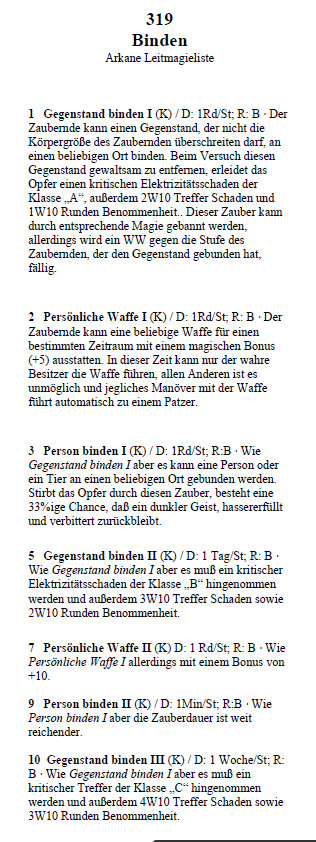 319
Binden
Arkane Leitmagieliste
1 Gegenstand binden I (K) / D: 1Rd/St; R: B · Der
Zaubernde kann einen Gegenstand, der nicht die
Körpergröße des Zaubernden überschreiten darf, an
einen beliebigen Ort binden. Beim Versuch diesen
Gegenstand gewaltsam zu entfernen, erleidet das
Opfer einen kritischen Elektrizitätsschaden der
Klasse „A“, außerdem 2W10 Treffer Schaden und
1W10 Runden Benommenheit.. Dieser Zauber kann
durch entsprechende Magie gebannt werden,
allerdings wird ein WW gegen die Stufe des
Zaubernden, der den Gegenstand gebunden hat,
fällig.
2 Persönliche Waffe I (K) / D: 1Rd/St; R: B · Der
Zaubernde kann eine beliebige Waffe für einen
bestimmten Zeitraum mit einem magischen Bonus
(+5) ausstatten. In dieser Zeit kann nur der wahre
Besitzer die Waffe führen, allen Anderen ist es
unmöglich und jegliches Manöver mit der Waffe
führt automatisch zu einem Patzer.
3 Person binden I (K) / D: 1Rd/St; R:B · Wie
Gegenstand binden I aber es kann eine Person oder
ein Tier an einen beliebigen Ort gebunden werden.
Stirbt das Opfer durch diesen Zauber, besteht eine
33%ige Chance, daß ein dunkler Geist, hassererfüllt
und verbittert zurückbleibt.
5 Gegenstand binden II (K) / D: 1 Tag/St; R: B ·
Wie Gegenstand binden I aber es muß ein kritischer
Elektrizitätsschaden der Klasse „B“ hingenommen
werden und außerdem 3W10 Treffer Schaden sowie
2W10 Runden Benommenheit.
7 Persönliche Waffe II (K) D: 1 Rd/St; R: B · Wie
Persönliche Waffe I allerdings mit einem Bonus von
+10.
9 Person binden II (K) / D: 1Min/St; R:B · Wie
Person binden I aber die Zauberdauer ist weit
reichender.
10 Gegenstand binden III (K) / D: 1 Woche/St; R:
B · Wie Gegenstand binden I aber es muß ein
kritischer Treffer der Klasse „C“ hingenommen
werden und außerdem 4W10 Treffer Schaden sowie
3W10 Runden Benommenheit.